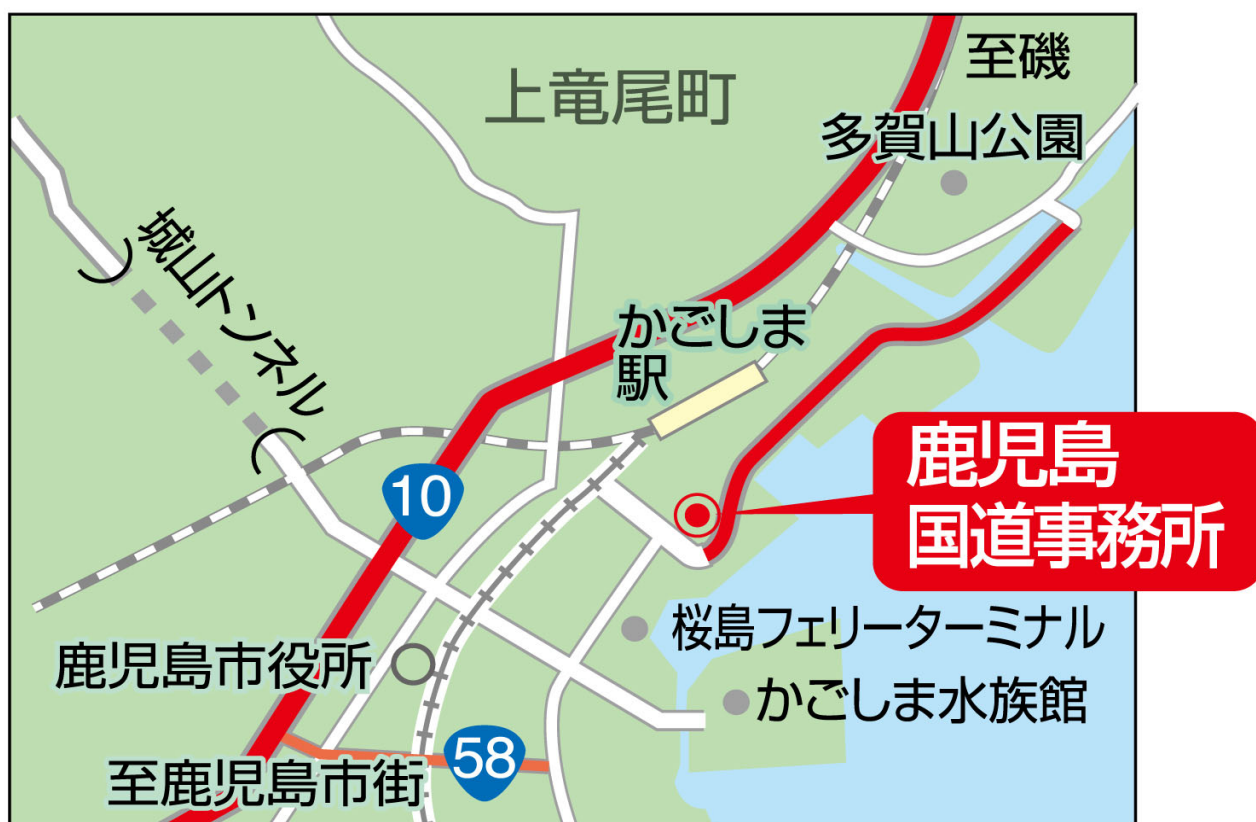 至磯
上竜尾町
多賀山公園
城山トンネル
かごしま
駅
鹿児島
国道事務所
10
桜島フェリーターミナル
鹿児島市役所
かごしま水族館
58
至鹿児島市街